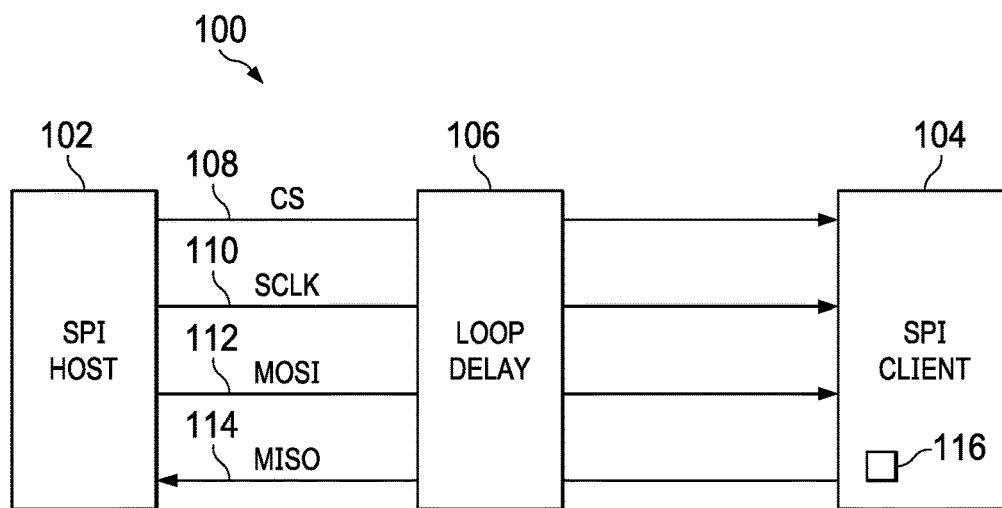 100
102
106
104
108
CS
110
SCLK
SPI
HOST
LOOP
DELAY
SPI
CLIENT
112
MOSI
114
MISO
116